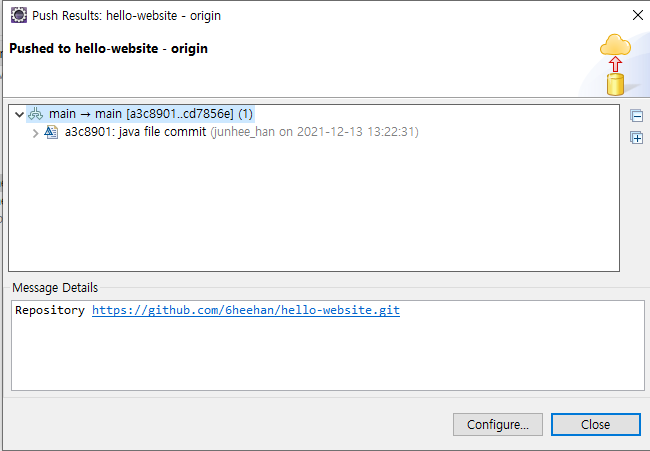 Push Results: hello-website - origin
Pushed to hello-website - origin
main → main [a3c8901..cd7856e] (1)
a3c8901: java file commit (junhee_han on 2021-12-13 13:22:31)
Message Details
Repository https://github.com/6heehan/hello-website.git
Configure...
Close